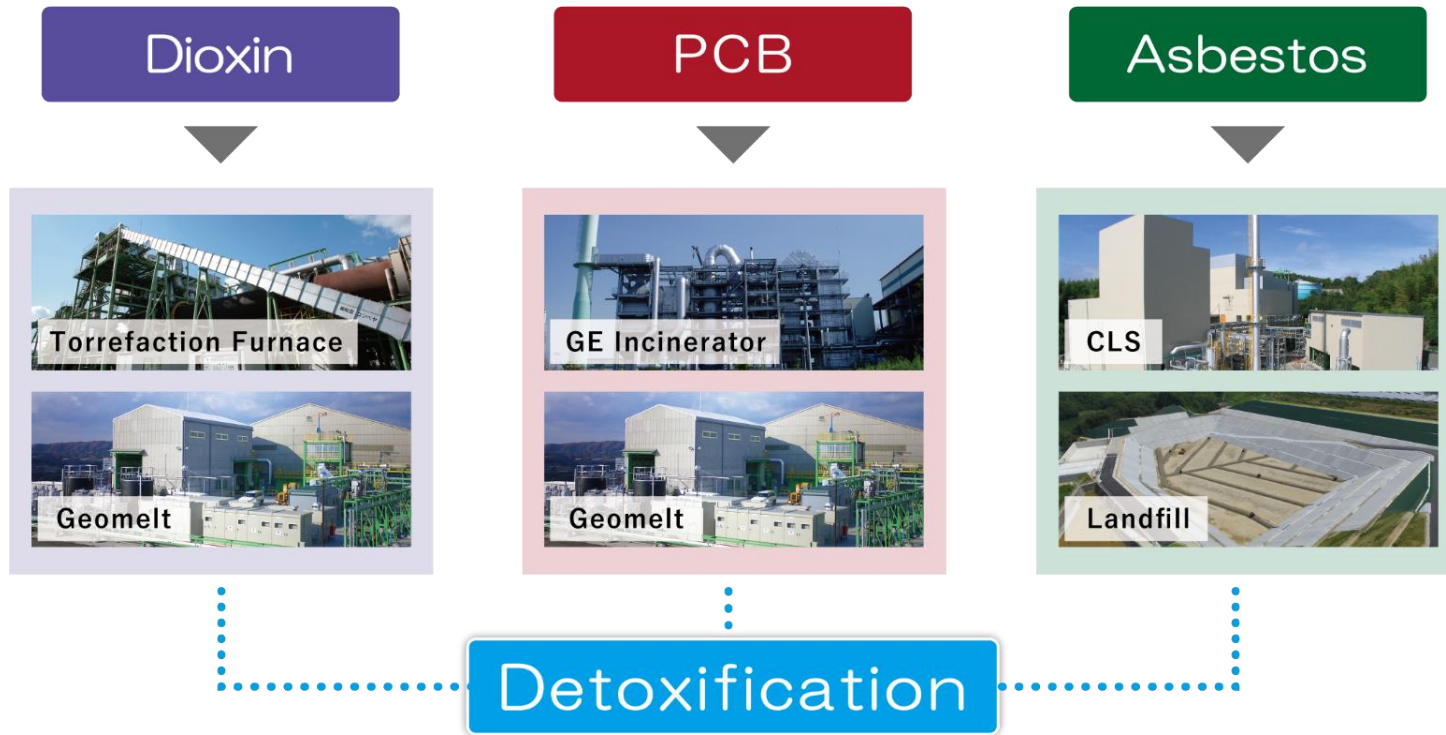 Dioxin
PCB
Asbestos
Torrefaction Furnace
GE Incinerator
CLS
Geomelt
Geomelt
Landfill
Detoxification